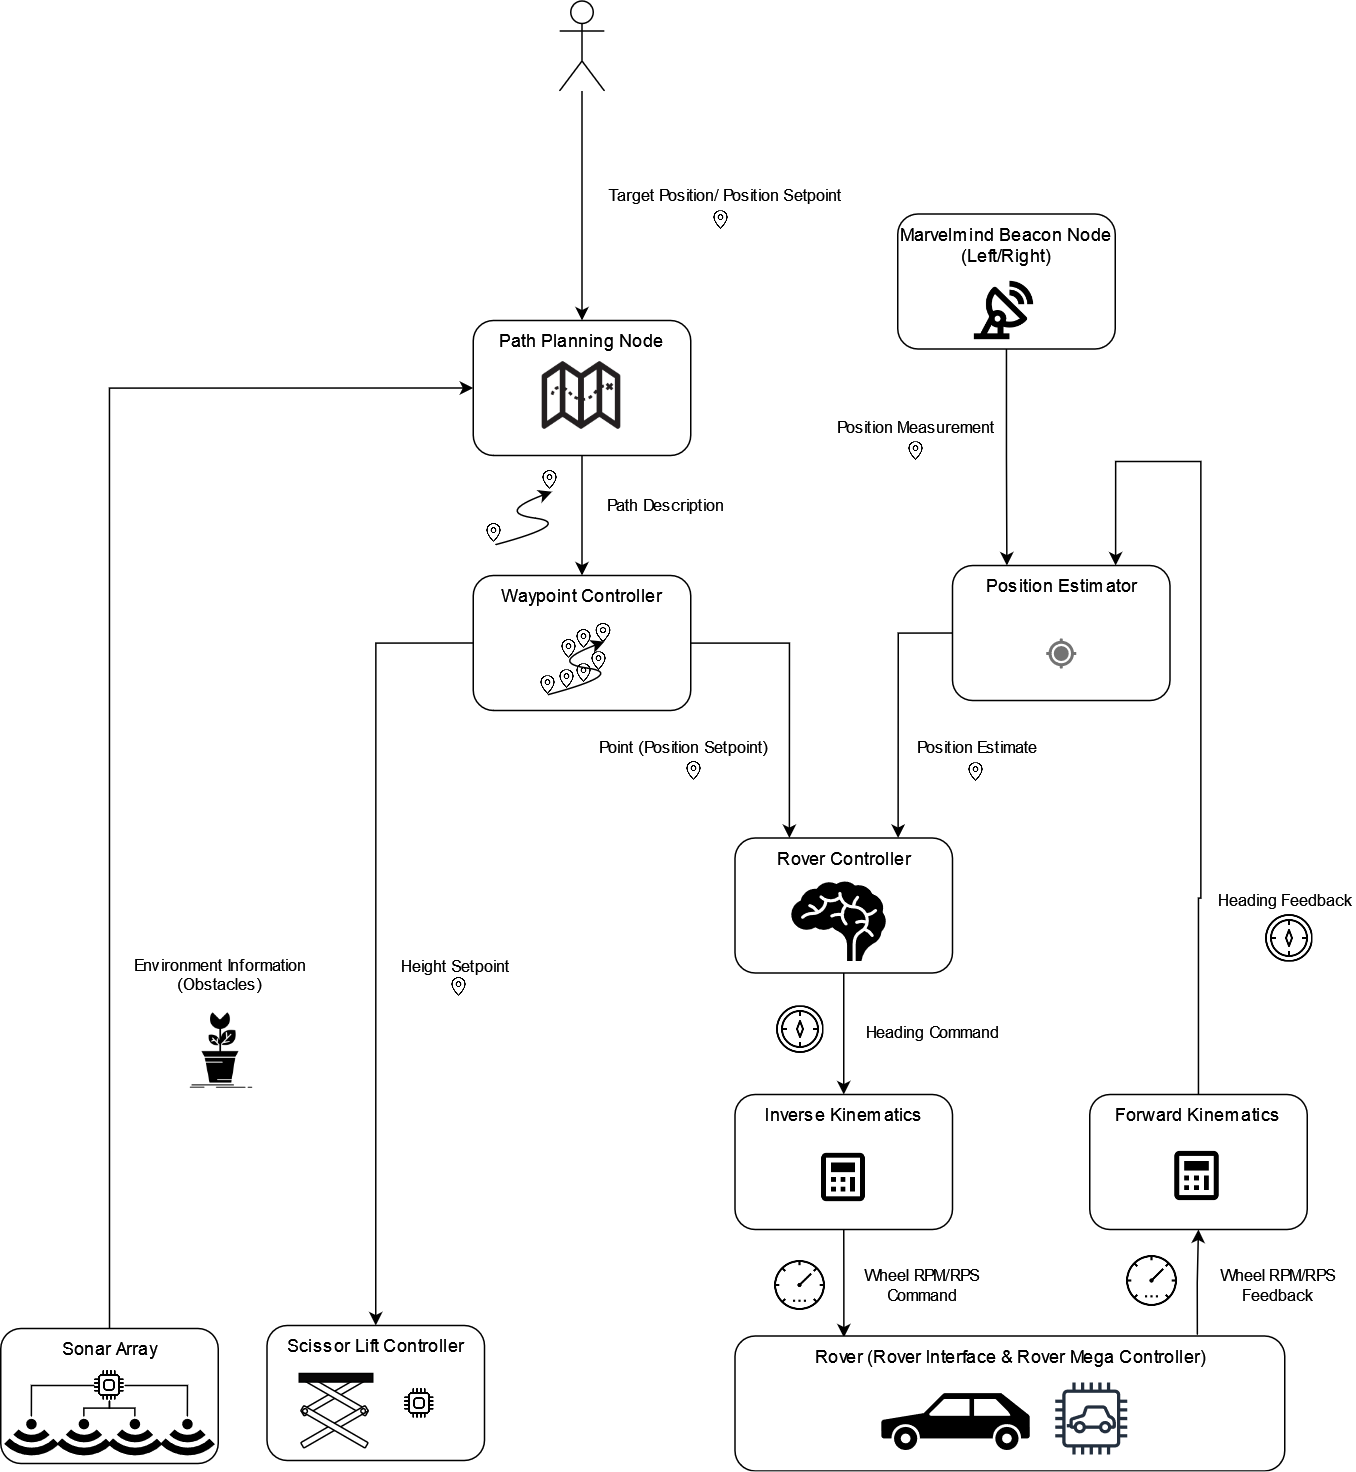 Target Position/ Position Setpoint
Marvelmind Beacon Node
(Left/Right)
Path Planning Node
Position Measurement
Path Description
Position Estimator
Waypoint Controller
Point (Position Setpoint)
Position Estimate
Rover Controller
Heading Feedback
Environment Information
(Obstacles)
Height Setpoint
Heading Command
Inverse Kinematics
Forward Kinematics
Wheel RPM/RPS
Command
Wheel RPM/RPS
Feedback
Sonar Array
Scissor Lift Controller
Rover (Rover Interface & Rover Mega Controller)